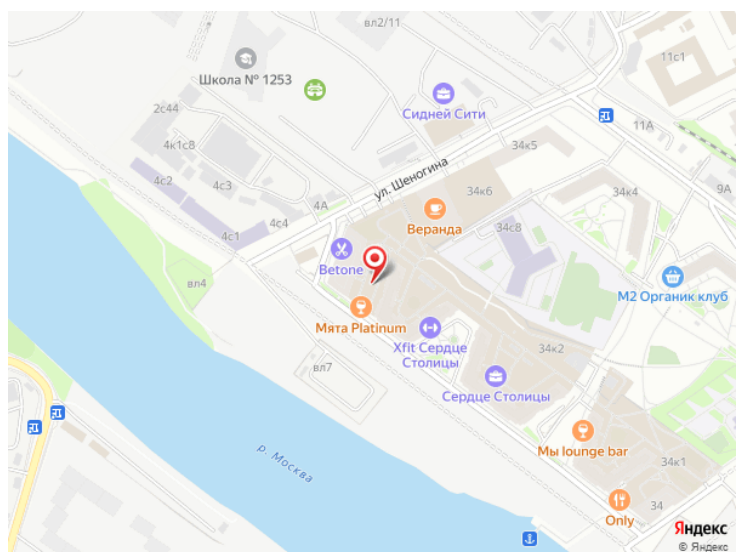 вл2/11
11с1
Школа № 1253
Сидней Сити
2с44
11А
4к1с8
34к5
ул. Шеногина
4с2
4с3
34к6
34к4
9А
4А
4с4
Веранда
34с8
4с1
Betone
вл4
М2 Органик клуб
Мята Platinum
Xfit Сердце
Столицы
34к2
вл7
Сердце Столицы
р. Москва
Мы lounge bar
34к1
34
Only
Яндекс
© Яндекс